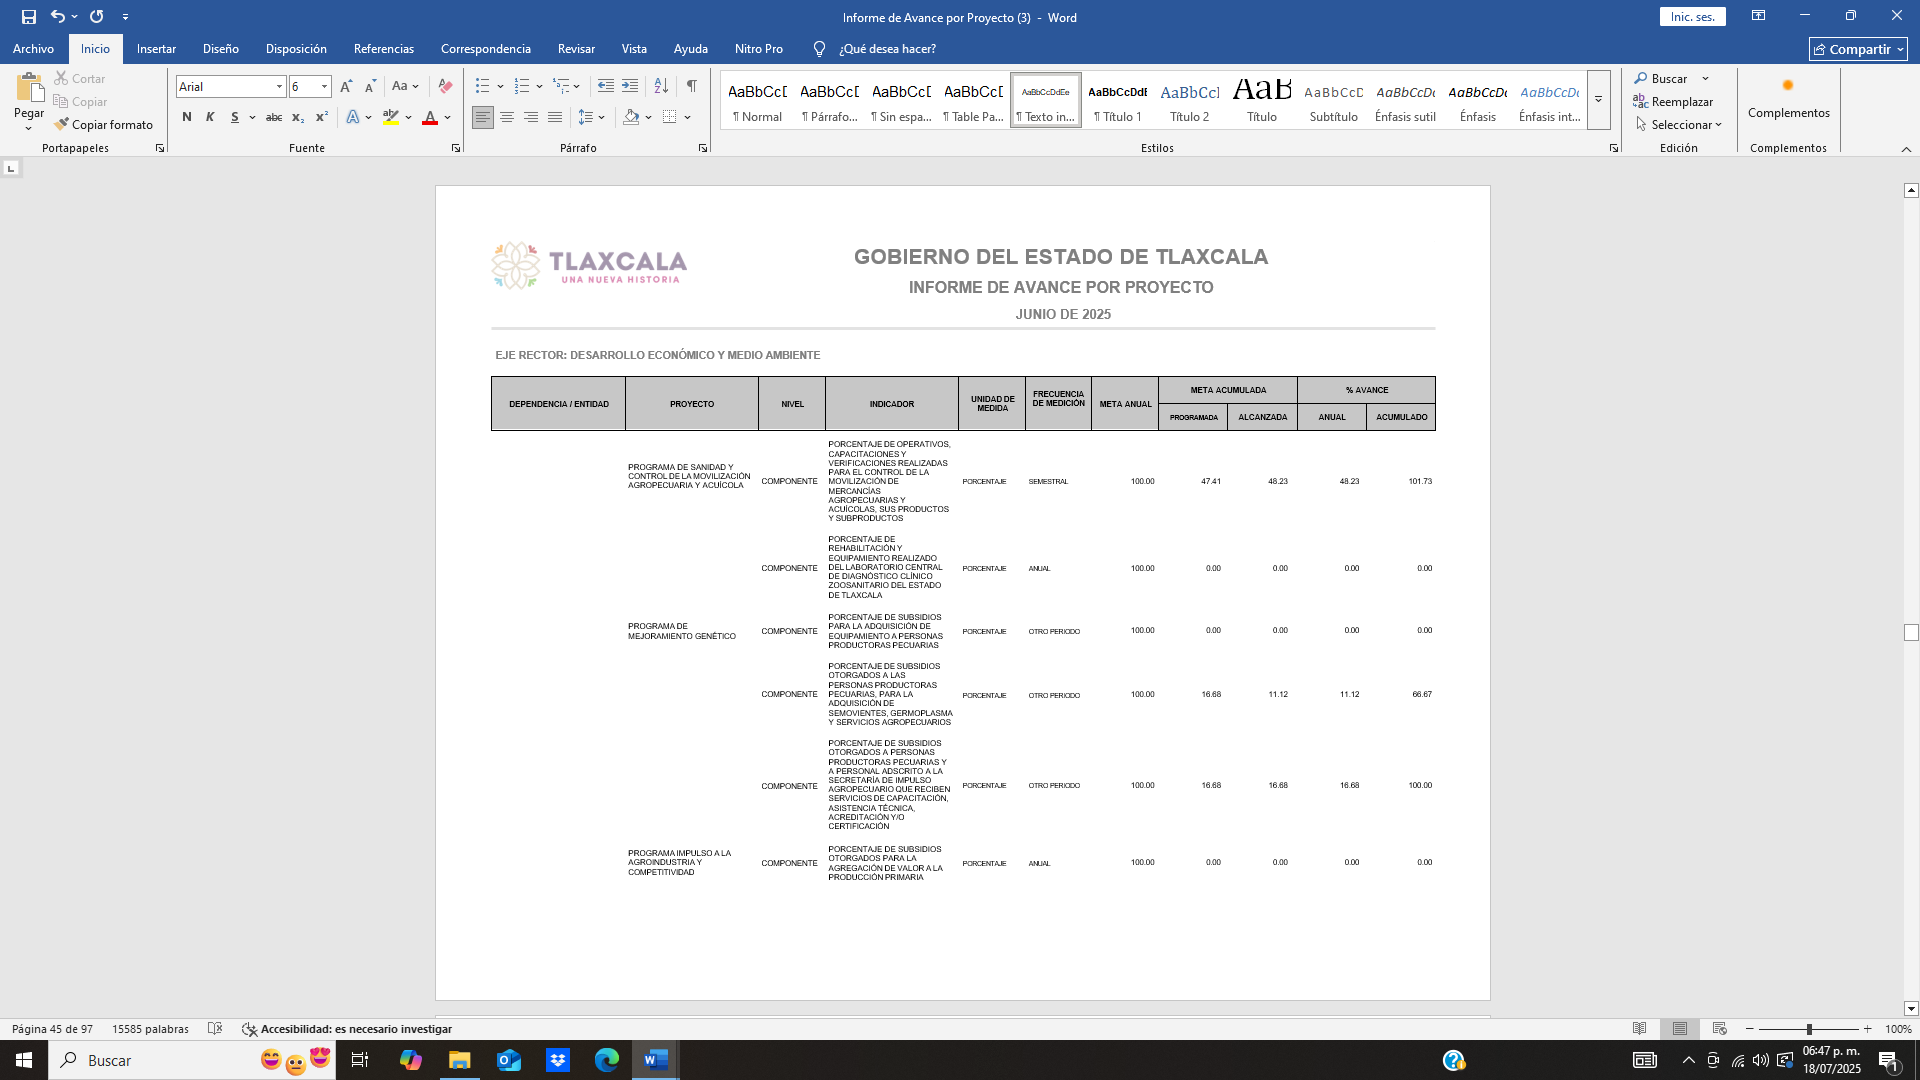 Informe de Avance por Proyecto (3) - Word
Inic. ses.
Archivo Inicio Insertar Diseño Disposición Referencias Correspondencia Revisar Vista Ayuda Nitro Pro ¿Qué desea hacer? Compartir
Pegar
Cortar
Copiar
Copiar formato
Portapapeles
Arial 6
Fuente
Párrafo
¶ Normal ¶ Párrafo... ¶ Sin espa... ¶ Table Pa... ¶ Texto in... ¶ Título 1 Título 2 Título Subtítulo Énfasis sutil Énfasis Énfasis int...
Estilos
Buscar
Reemplazar
Seleccionar
Edición
Complementos
Complementos
TLAXCALA
UNA NUEVA HISTORIA
GOBIERNO DEL ESTADO DE TLAXCALA
INFORME DE AVANCE POR PROYECTO
JUNIO DE 2025
EJE RECTOR: DESARROLLO ECONÓMICO Y MEDIO AMBIENTE
DEPENDENCIA / ENTIDAD PROYECTO NIVEL INDICADOR UNIDAD DE MEDIDA FRECUENCIA DE MEDICIÓN META ANUAL META ACUMULADA % AVANCE
PROGRAMADA ALCANZADA ANUAL ACUMULADO
PROGRAMA DE SANIDAD Y
CONTROL DE LA MOVILIZACIÓN
AGROPECUARIA Y ACUÍCOLA
COMPONENTE
PORCENTAJE DE OPERATIVOS,
CAPACITACIONES Y
VERIFICACIONES REALIZADAS
PARA EL CONTROL DE LA
MOVILIZACIÓN DE
MERCANCÍAS
AGROPECUARIAS Y
ACUÍCOLAS, SUS PRODUCTOS
Y SUBPRODUCTOS
PORCENTAJE SEMESTRAL 100.00 47.41 48.23 48.23 101.73
COMPONENTE
PORCENTAJE DE
REHABILITACIÓN Y
EQUIPAMIENTO REALIZADO
DEL LABORATORIO CENTRAL
DE DIAGNÓSTICO CLÍNICO
ZOOSANITARIO DEL ESTADO
DE TLAXCALA
PORCENTAJE ANUAL 100.00 0.00 0.00 0.00 0.00
PROGRAMA DE
MEJORAMIENTO GENÉTICO
COMPONENTE
PORCENTAJE DE SUBSIDIOS
PARA LA ADQUISICIÓN DE
EQUIPAMIENTO A PERSONAS
PRODUCTORAS PECUARIAS
PORCENTAJE OTRO PERIODO 100.00 0.00 0.00 0.00 0.00
COMPONENTE
PORCENTAJE DE SUBSIDIOS
OTORGADOS A LAS
PERSONAS PRODUCTORAS
PECUARIAS, PARA LA
ADQUISICIÓN DE
SEMOVIENTES, GERMOPLASMA
Y SERVICIOS AGROPECUARIOS
PORCENTAJE OTRO PERIODO 100.00 16.68 11.12 11.12 66.67
COMPONENTE
PORCENTAJE DE SUBSIDIOS
OTORGADOS A PERSONAS
PRODUCTORAS PECUARIAS Y
A PERSONAL ADSCRITO A LA
SECRETARÍA DE IMPULSO
AGROPECUARIO QUE RECIBEN
SERVICIOS DE CAPACITACIÓN,
ASISTENCIA TÉCNICA,
ACREDITACIÓN Y/O
CERTIFICACIÓN
PORCENTAJE OTRO PERIODO 100.00 16.68 16.68 16.68 100.00
PROGRAMA IMPULSO A LA
AGROINDUSTRIA Y
COMPETITIVIDAD
COMPONENTE
PORCENTAJE DE SUBSIDIOS
OTORGADOS PARA LA
AGREGACIÓN DE VALOR A LA
PRODUCCIÓN PRIMARIA
PORCENTAJE ANUAL 100.00 0.00 0.00 0.00 0.00
Página 45 de 97 15585 palabras Accesibilidad: es necesario investigar 100%
Buscar
06:47 p. m.
18/07/2025